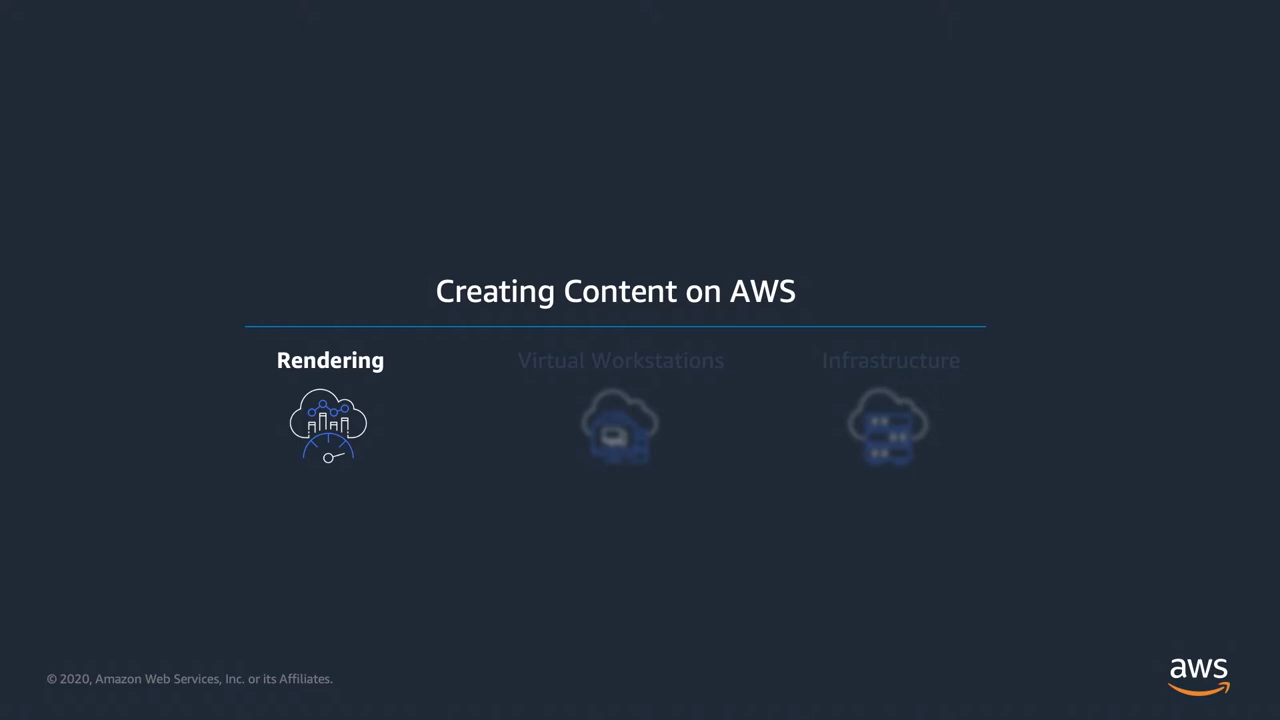 Creating Content on AWS
Rendering
Virtual Workstations
Infrastructure
© 2020, Amazon Web Services, Inc. or its Affiliates.
aws